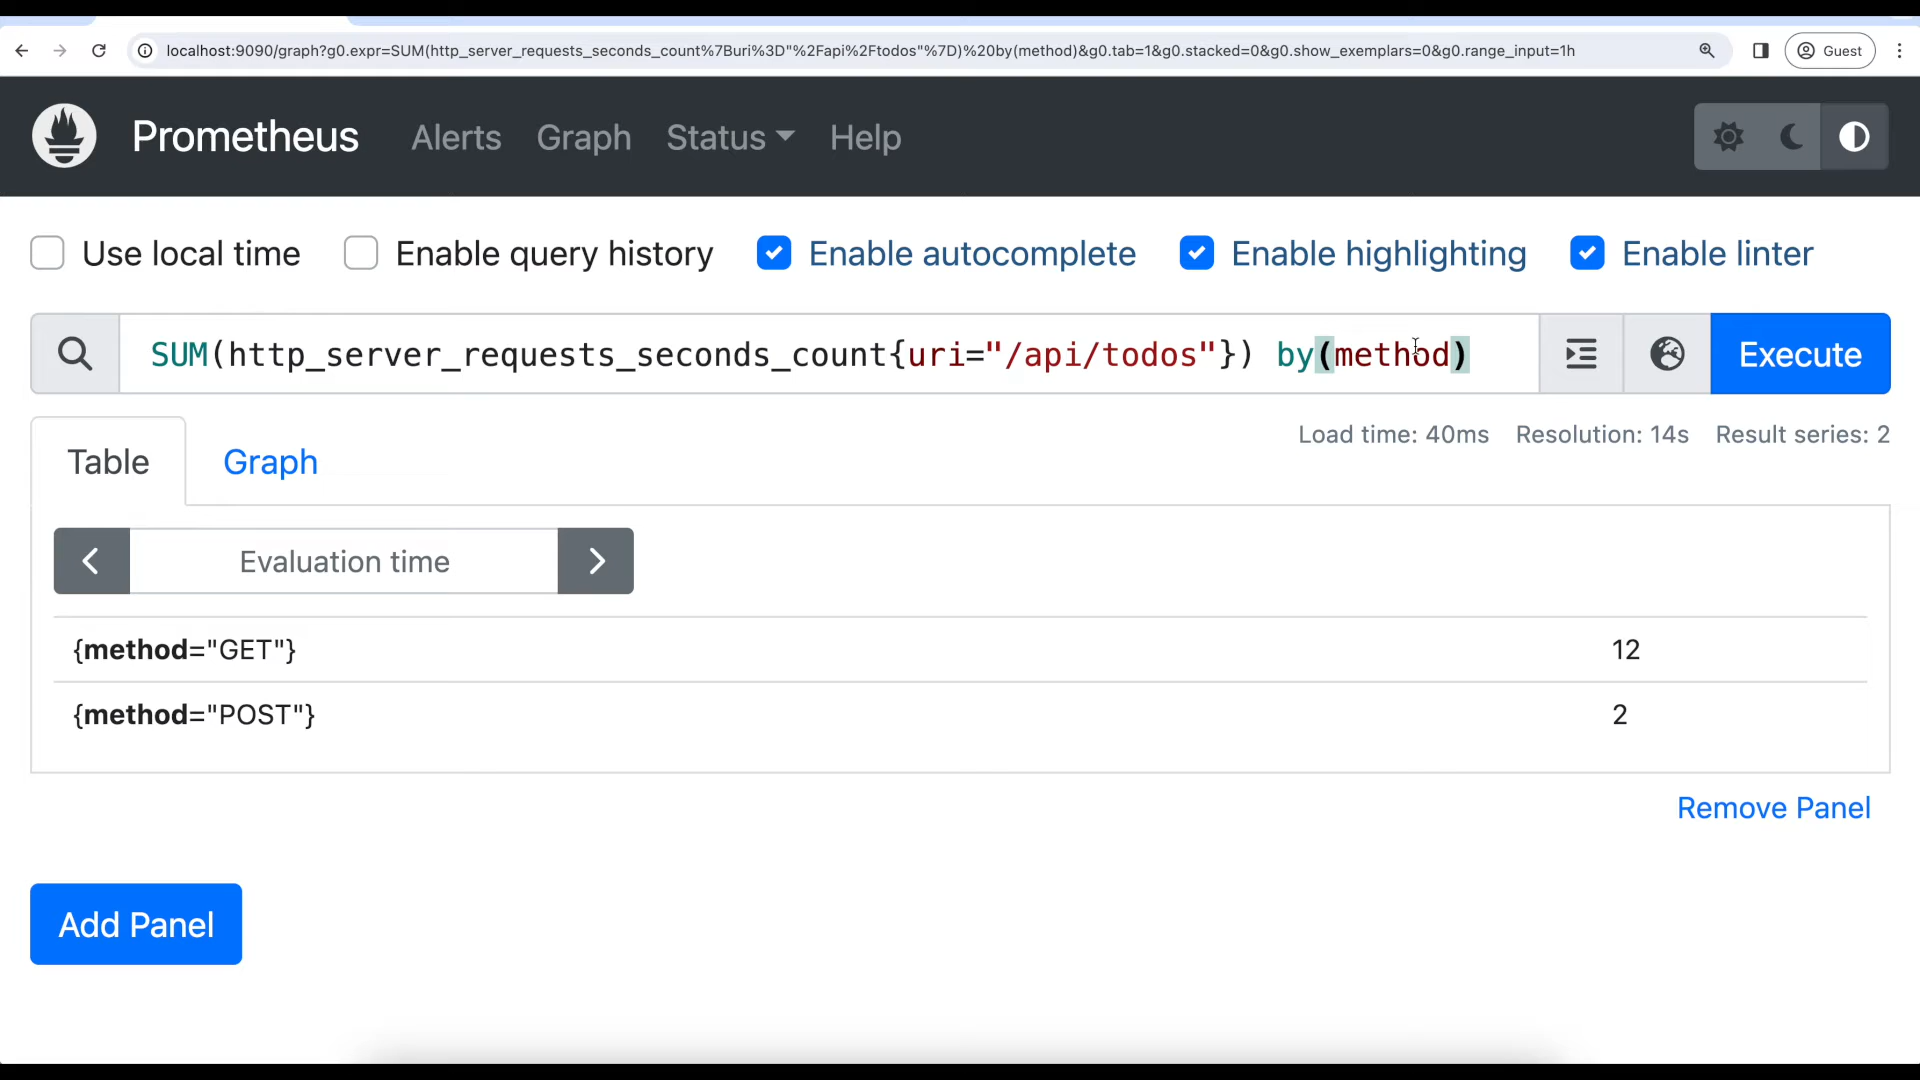 localhost:9090/graph?g0.expr=SUM(http_server_requests_seconds_count%7Buri%3D"%2Fapi%2Ftodos"%7D)%20by(method)&g0.tab=1&g0.stacked=0&g0.show_exemplars=0&g0.range_input=1h
Guest
Prometheus Alerts Graph Status Help
Use local time Enable query history Enable autocomplete Enable highlighting Enable linter
SUM(http_server_requests_seconds_count{uri="/api/todos"}) by(method) Execute
Load time: 40ms Resolution: 14s Result series: 2
Table Graph
Evaluation time
{method="GET"} 12
{method="POST"} 2
Remove Panel
Add Panel